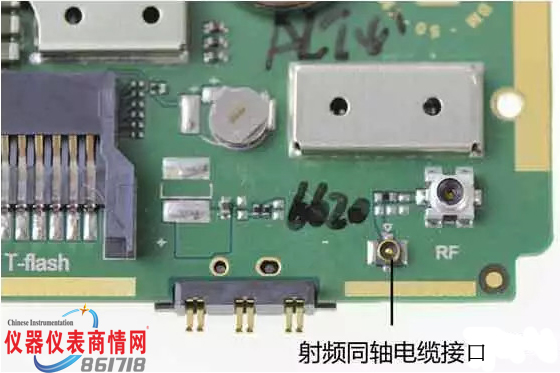 6620
RF
T-flash
+
-
射频同轴电缆接口
Chinese Instrumentation
仪器仪表商情网
861718